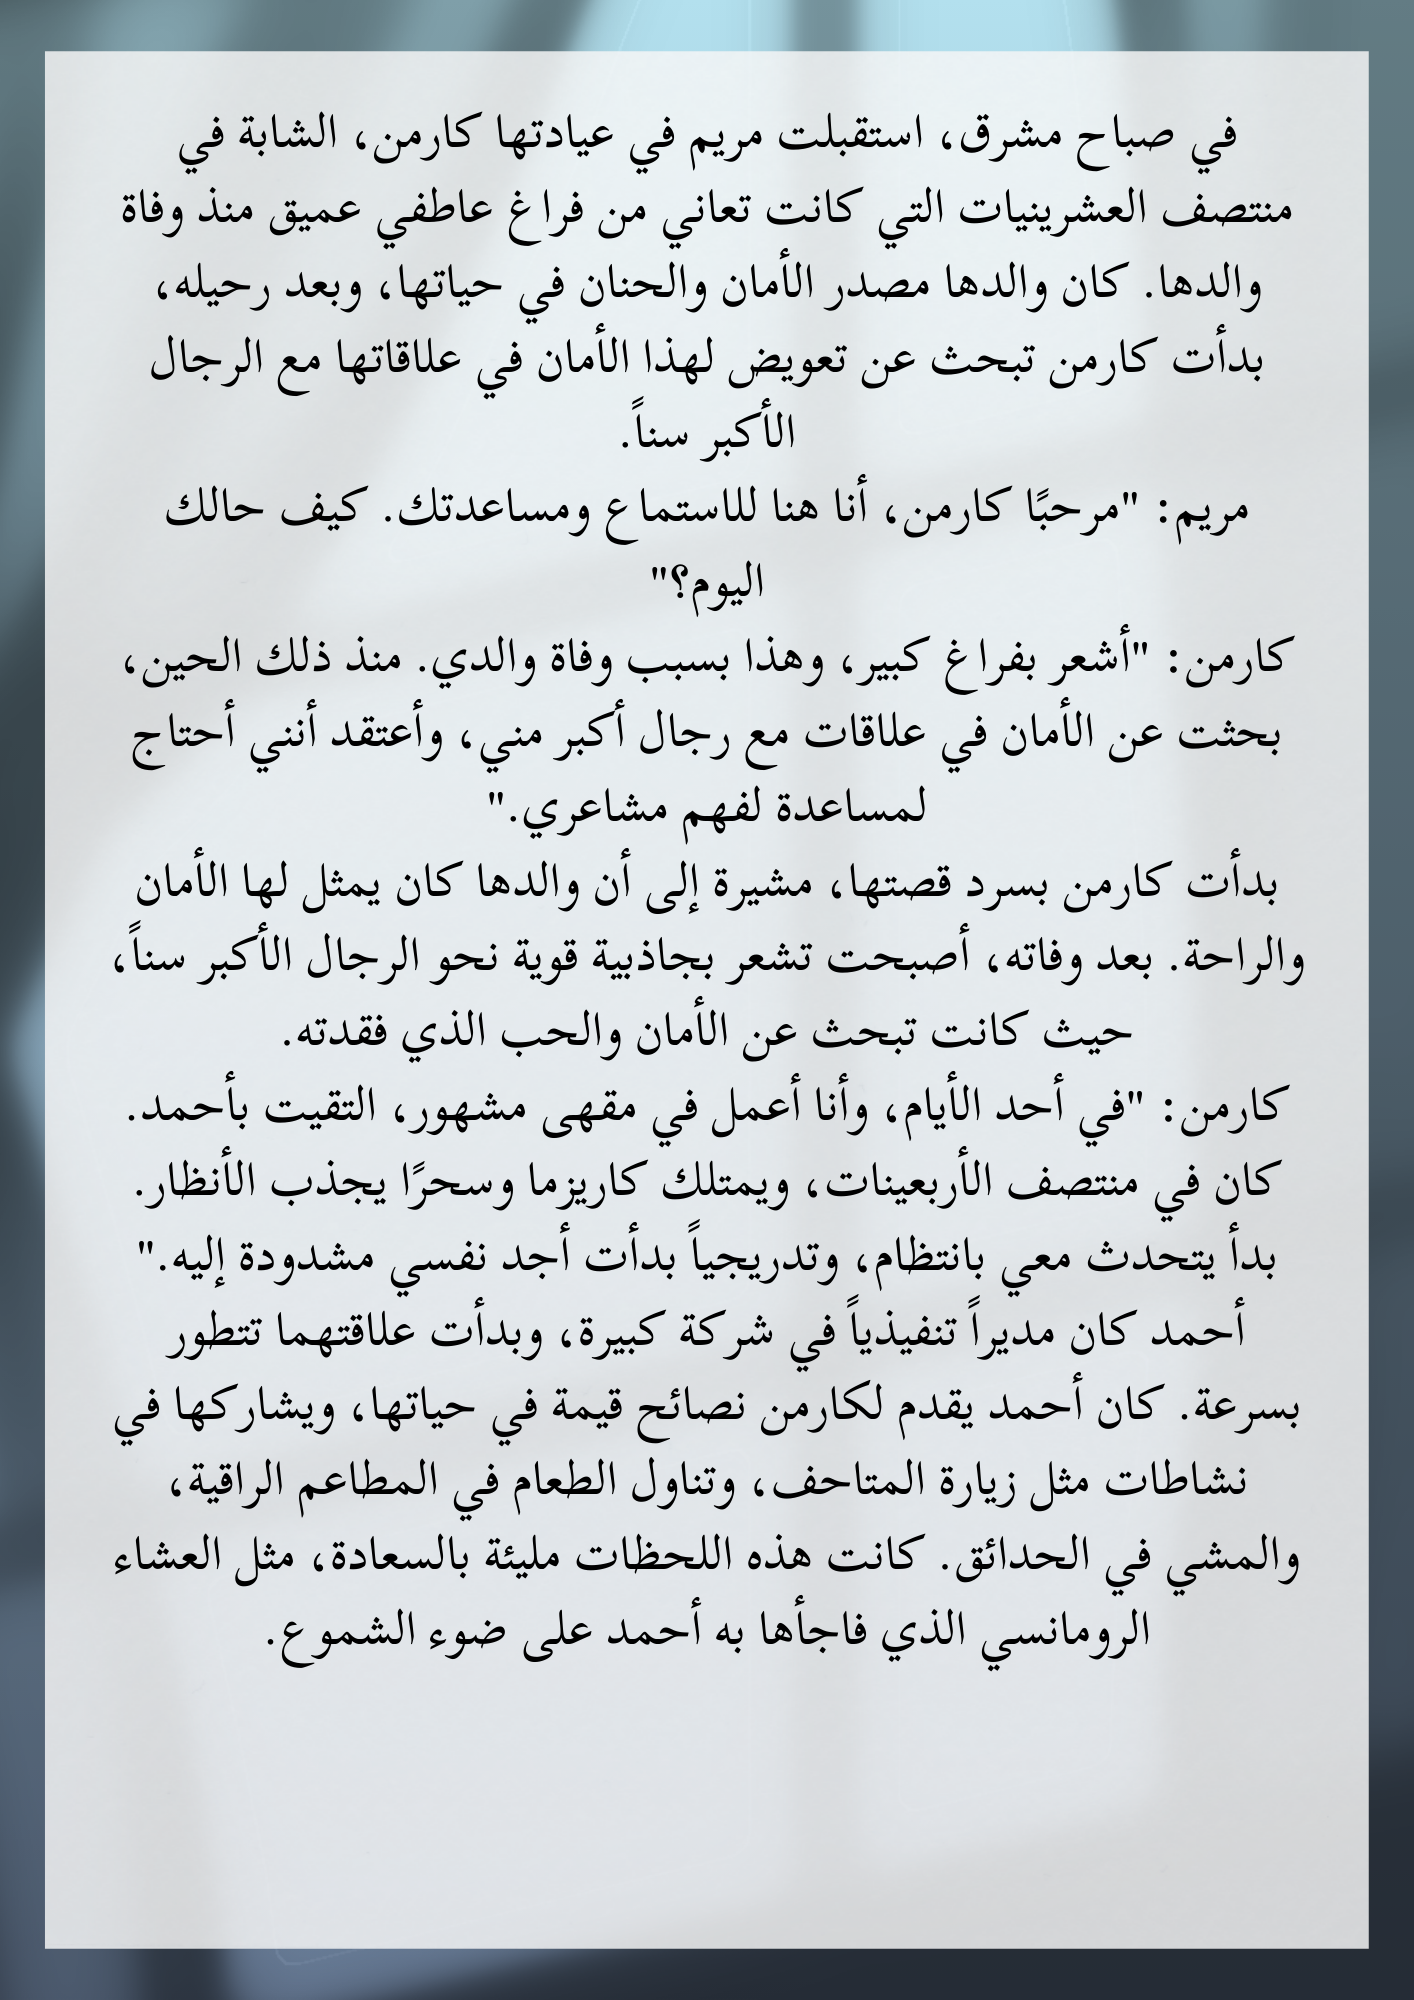 في صباح مشرق، استقبلت مريم في عيادتها كارمن، الشابة في
منتصف العشرينيات التي كانت تعاني من فراغ عاطفي عميق منذ وفاة
والدها. كان والدها مصدر الأمان والحنان في حياتها، وبعد رحيله،
بدأت كارمن تبحث عن تعويض لهذا الأمان في علاقاتها مع الرجال
الأكبر سناً.
مريم: "مرحبًا كارمن، أنا هنا للاستماع ومساعدتك. كيف حالك
اليوم؟"
كارمن: "أشعر بفراغ كبير، وهذا بسبب وفاة والدي. منذ ذلك الحين،
بحثت عن الأمان في علاقات مع رجال أكبر مني، وأعتقد أنني أحتاج
لمساعدة لفهم مشاعري."
بدأت كارمن بسرد قصتها، مشيرة إلى أن والدها كان يمثل لها الأمان
والراحة. بعد وفاته، أصبحت تشعر بجاذبية قوية نحو الرجال الأكبر سناً،
حيث كانت تبحث عن الأمان والحب الذي فقدته.
كارمن: "في أحد الأيام، وأنا أعمل في مقهى مشهور، التقيت بأحمد.
كان في منتصف الأربعينات، ويمتلك كاريزما وسحرًا يجذب الأنظار.
بدأ يتحدث معي بانتظام، وتدريجياً بدأت أجد نفسي مشدودة إليه."
أحمد كان مديراً تنفيذياً في شركة كبيرة، وبدأت علاقتهما تتطور
بسرعة. كان أحمد يقدم لكارمن نصائح قيمة في حياتها، ويشاركها في
نشاطات مثل زيارة المتاحف، وتناول الطعام في المطاعم الراقية،
والمشي في الحدائق. كانت هذه اللحظات مليئة بالسعادة، مثل العشاء
الرومانسي الذي فاجأها به أحمد على ضوء الشموع.